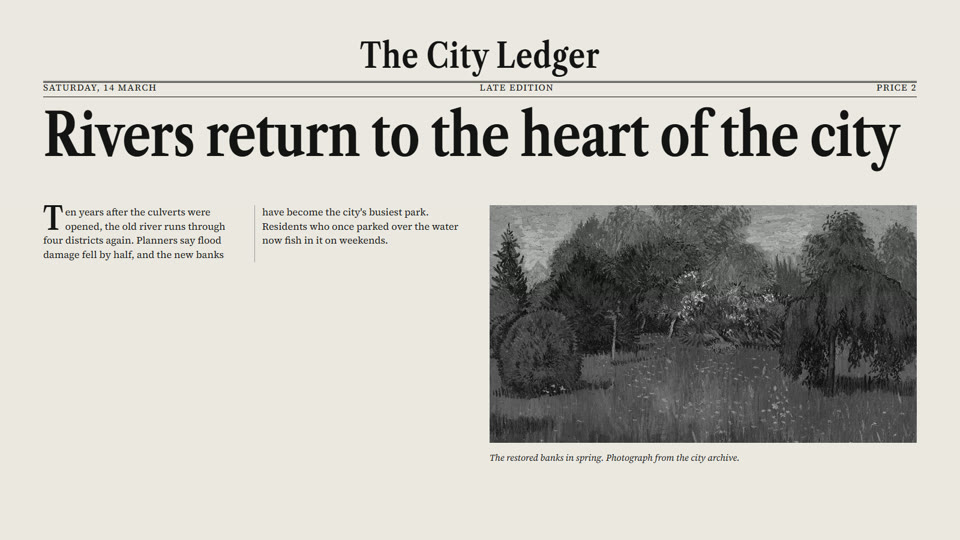 The City Ledger
SATURDAY, 14 MARCH
LATE EDITION
PRICE 2
Rivers return to the heart of the city
Ten years after the culverts were
opened, the old river runs through
four districts again. Planners say flood
damage fell by half, and the new banks
have become the city's busiest park.
Residents who once parked over the water
now fish in it on weekends.
The restored banks in spring. Photograph from the city archive.